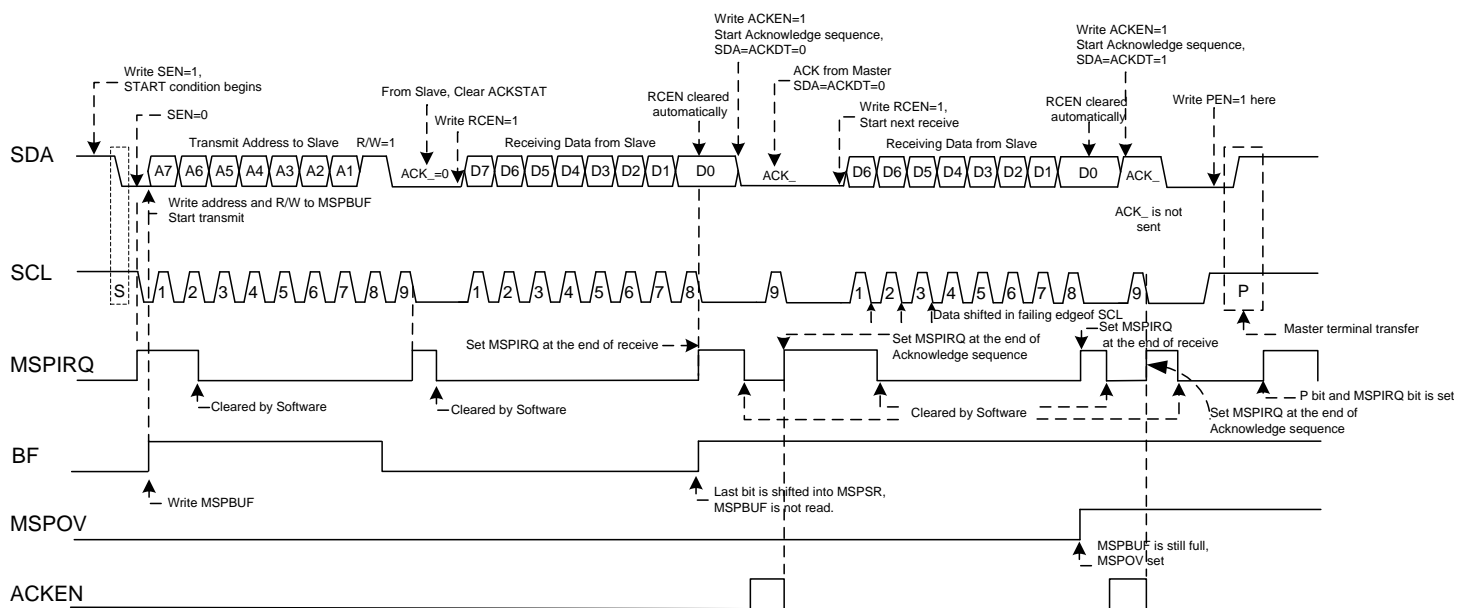 Write ACKEN=1
Start Acknowledge sequence,
SDA=ACKDT=0
Write ACKEN=1
Start Acknowledge sequence,
SDA=ACKDT=1
Write SEN=1,
START condition begins
SEN=0
From Slave, Clear ACKSTAT
Write RCEN=1
RCEN cleared
automatically
ACK from Master
SDA=ACKDT=0
Write RCEN=1,
Start next receive
RCEN cleared
automatically
Write PEN=1 here
Transmit Address to Slave
R/W=1
Receiving Data from Slave
Receiving Data from Slave
SDA
A7 A6 A5 A4 A3 A2 A1
ACK_=0
D7 D6 D5 D4 D3 D2 D1 D0
ACK_
D6 D6 D5 D4 D3 D2 D1 D0
ACK_
Write address and R/W to MSPBUF
Start transmit
ACK_ is not
sent
SCL
S
1 2 3 4 5 6 7 8 9
1 2 3 4 5 6 7 8
9
1 2 3 4 5 6 7 8
9
P
Data shifted in failing edgeof SCL
Master terminal transfer
MSPIRQ
Set MSPIRQ at the end of receive
Set MSPIRQ at the end of
Acknowledge sequence
Set MSPIRQ
at the end of receive
Cleared by Software
Cleared by Software
Cleared by Software
P bit and MSPIRQ bit is set
Set MSPIRQ at the end of
Acknowledge sequence
BF
Write MSPBUF
Last bit is shifted into MSPSR,
MSPBUF is not read.
MSPOV
MSPBUF is still full,
MSPOV set
ACKEN